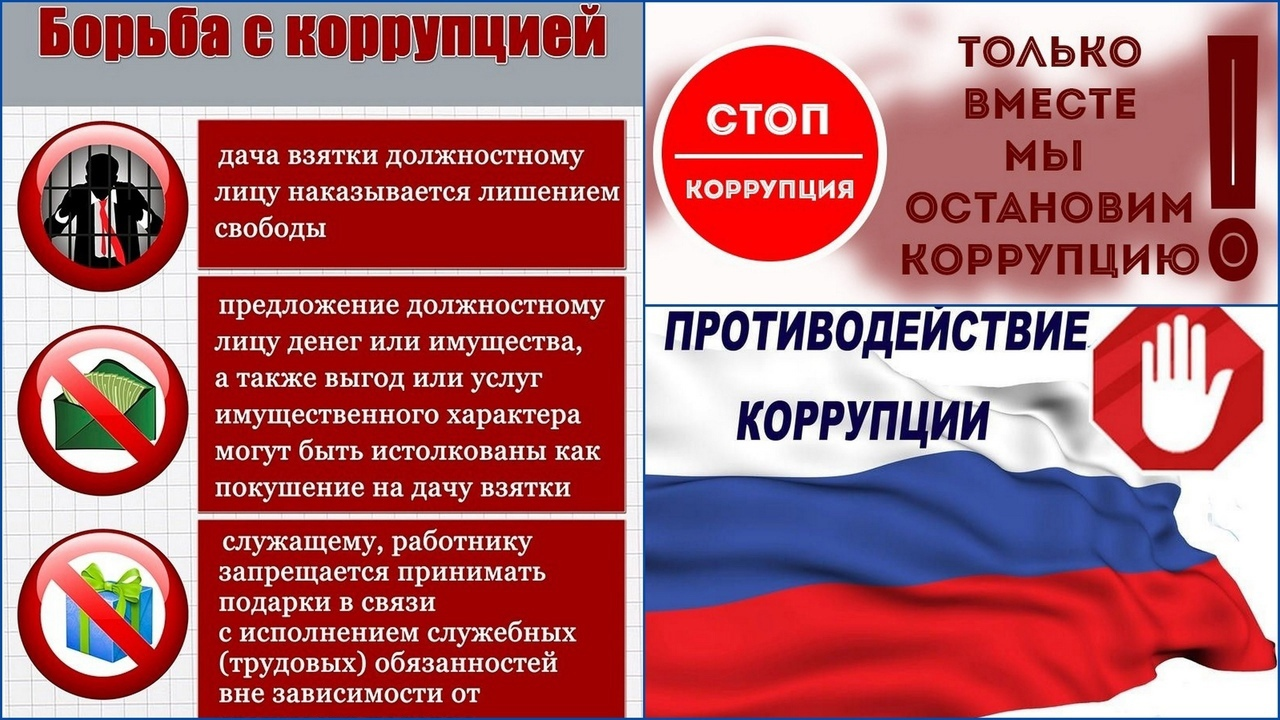 Борьба с коррупцией
дача взятки должностному
лицу наказывается лишением
свободы
предложение должностному
лицу денег или имущества,
а также выгод или услуг
имущественного характера
могут быть истолкованы как
покушение на дачу взятки
служащему, работнику
запрещается принимать
подарки в связи
с исполнением служебных
(трудовых) обязанностей
вне зависимости от
СТОП
КОРРУПЦИЯ
ТОЛЬКО
ВМЕСТЕ
МЫ
ОСТАНОВИМ
КОРРУПЦИЮ!
ПРОТИВОДЕЙСТВИЕ
КОРРУПЦИИ